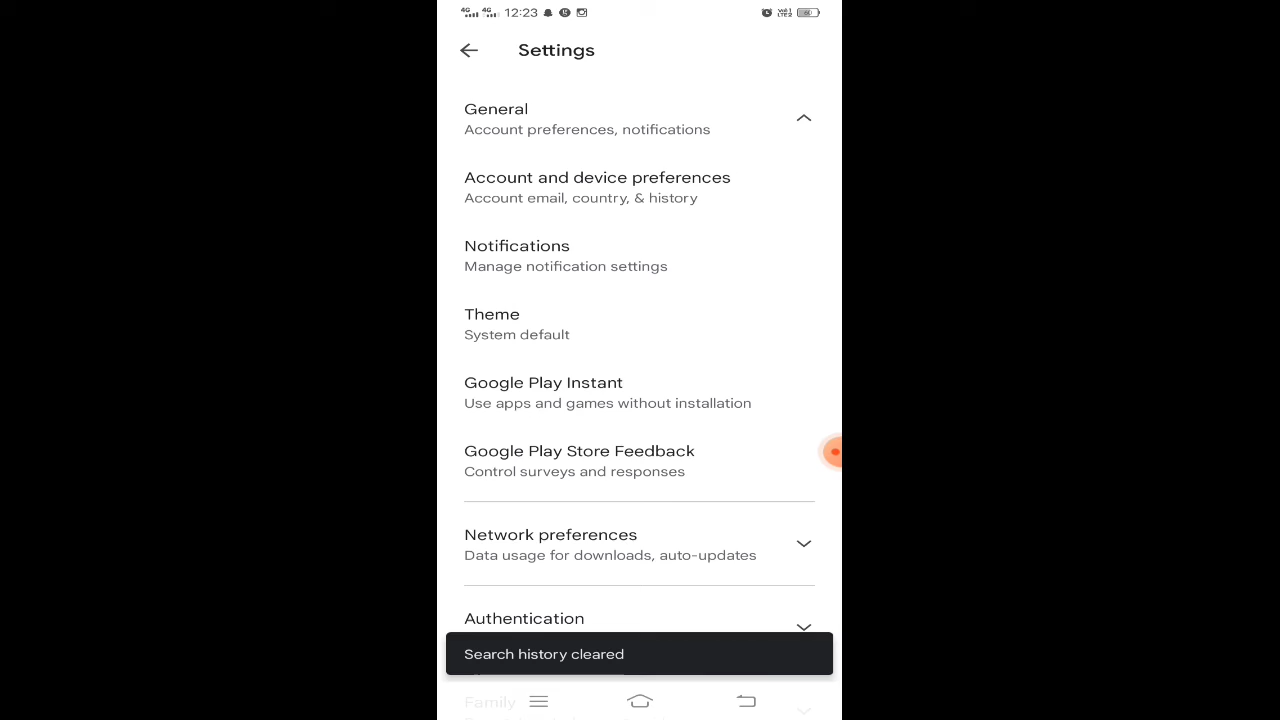 4G 4G 12:23
Settings
General
Account preferences, notifications
Account and device preferences
Account email, country, & history
Notifications
Manage notification settings
Theme
System default
Google Play Instant
Use apps and games without installation
Google Play Store Feedback
Control surveys and responses
Network preferences
Data usage for downloads, auto-updates
Authentication
Search history cleared
Family